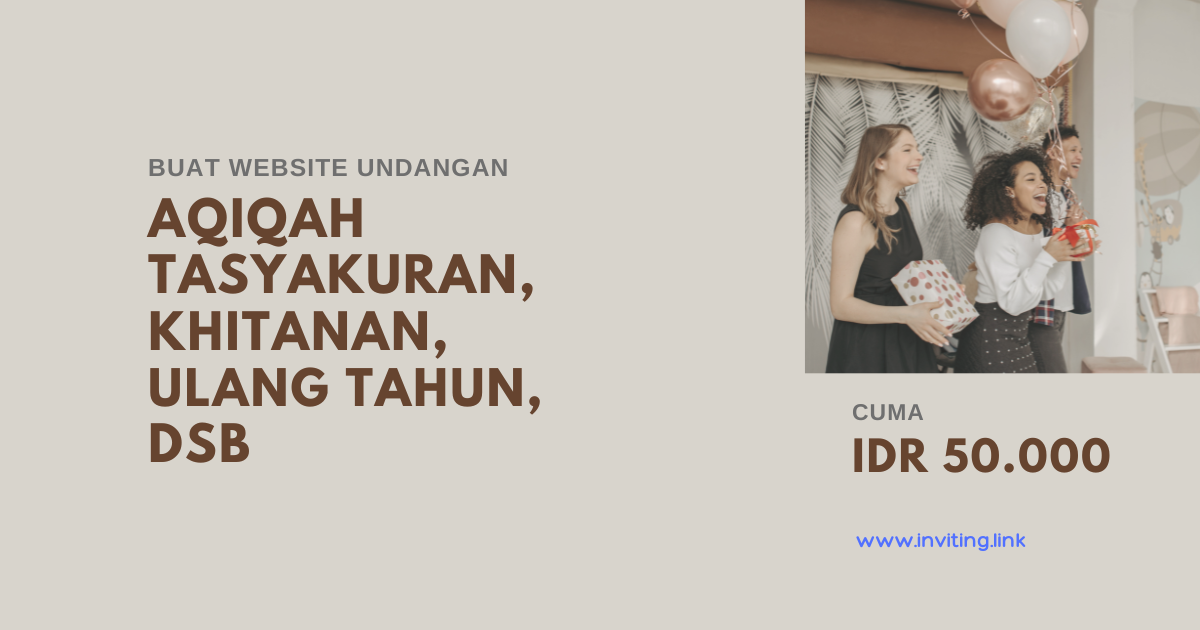 BUAT WEBSITE UNDANGAN
AQIQAH
TASYAKURAN,
KHITANAN,
ULANG TAHUN,
DSB
CUMA
IDR 50.000
www.inviting.link